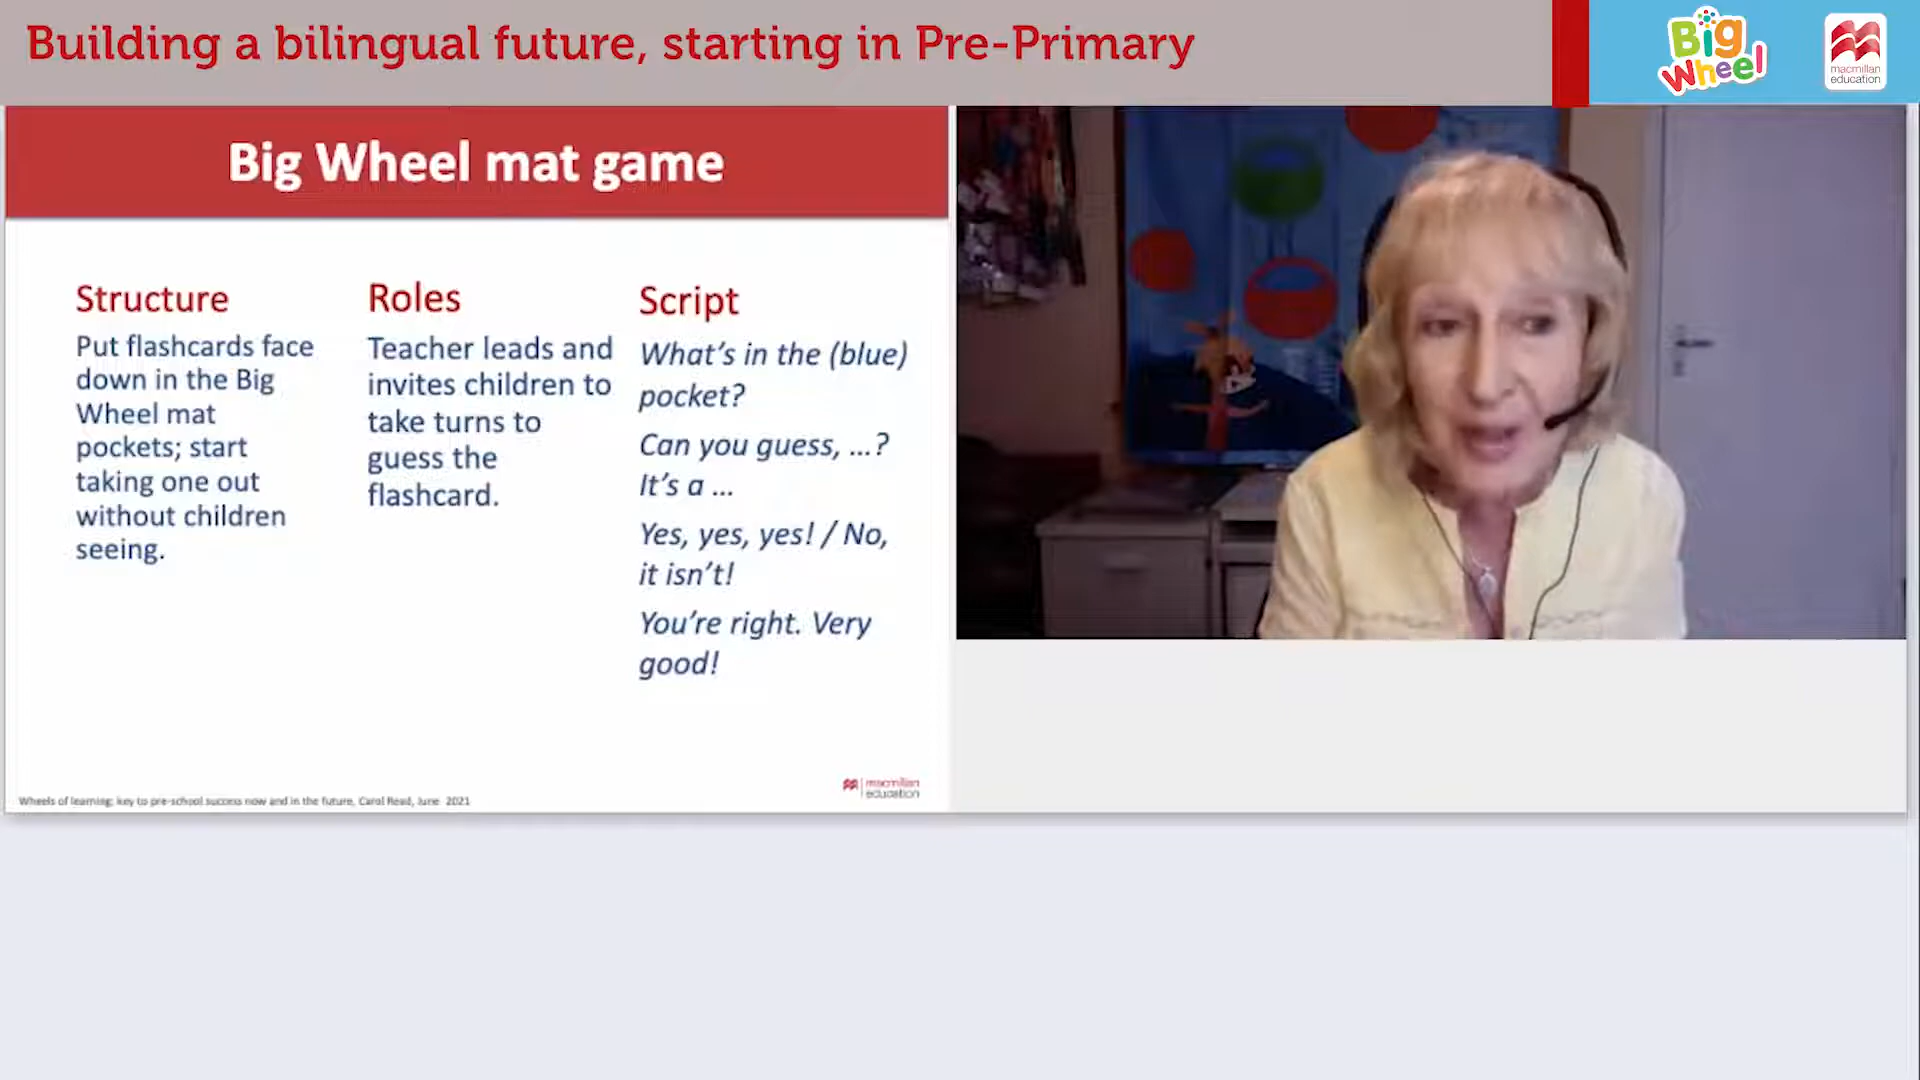 Building a bilingual future, starting in Pre-Primary
Big
Wheel
macmillan
education
Big Wheel mat game
Structure
Put flashcards face
down in the Big
Wheel mat
pockets; start
taking one out
without children
seeing.
Roles
Teacher leads and
invites children to
take turns to
guess the
flashcard.
Script
What's in the (blue)
pocket?
Can you guess, ...?
It's a ...
Yes, yes, yes! / No,
it isn't!
You're right. Very
good!
macmillan
education
Wheels of learning; key to pre-school success now and in the future, Carol Read, June 2021